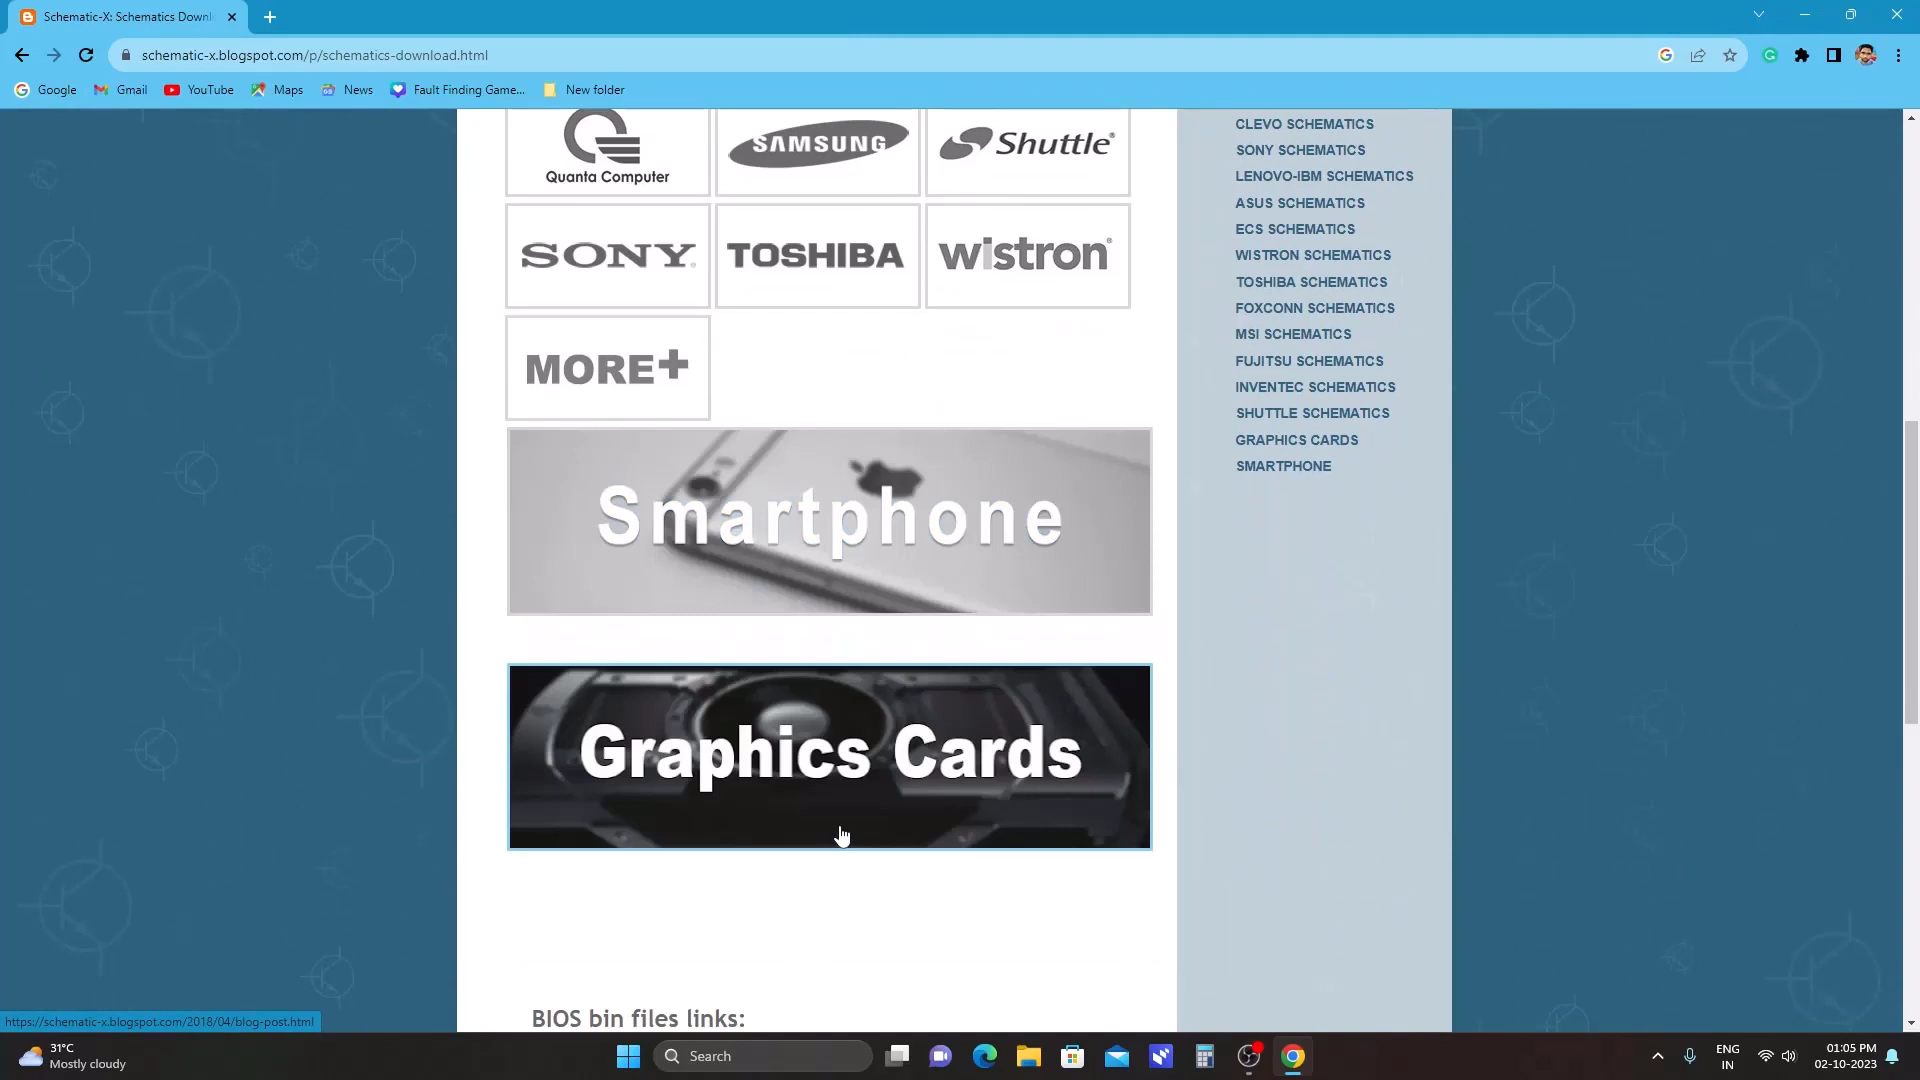 Schematic-X: Schematics Downl
schematic-x.blogspot.com/p/schematics-download.html
Google
Gmail
YouTube
Maps
News
Fault Finding Game...
New folder
Quanta Computer
SAMSUNG
Shuttle®
SONY
TOSHIBA
wistron®
MORE+
Smartphone
Graphics Cards
BIOS bin files links:
CLEVO SCHEMATICS
SONY SCHEMATICS
LENOVO-IBM SCHEMATICS
ASUS SCHEMATICS
ECS SCHEMATICS
WISTRON SCHEMATICS
TOSHIBA SCHEMATICS
FOXCONN SCHEMATICS
MSI SCHEMATICS
FUJITSU SCHEMATICS
INVENTEC SCHEMATICS
SHUTTLE SCHEMATICS
GRAPHICS CARDS
SMARTPHONE
https://schematic-x.blogspot.com/2018/04/blog-post.html
31°C
Mostly cloudy
Search
ENG
IN
01:05 PM
02-10-2023